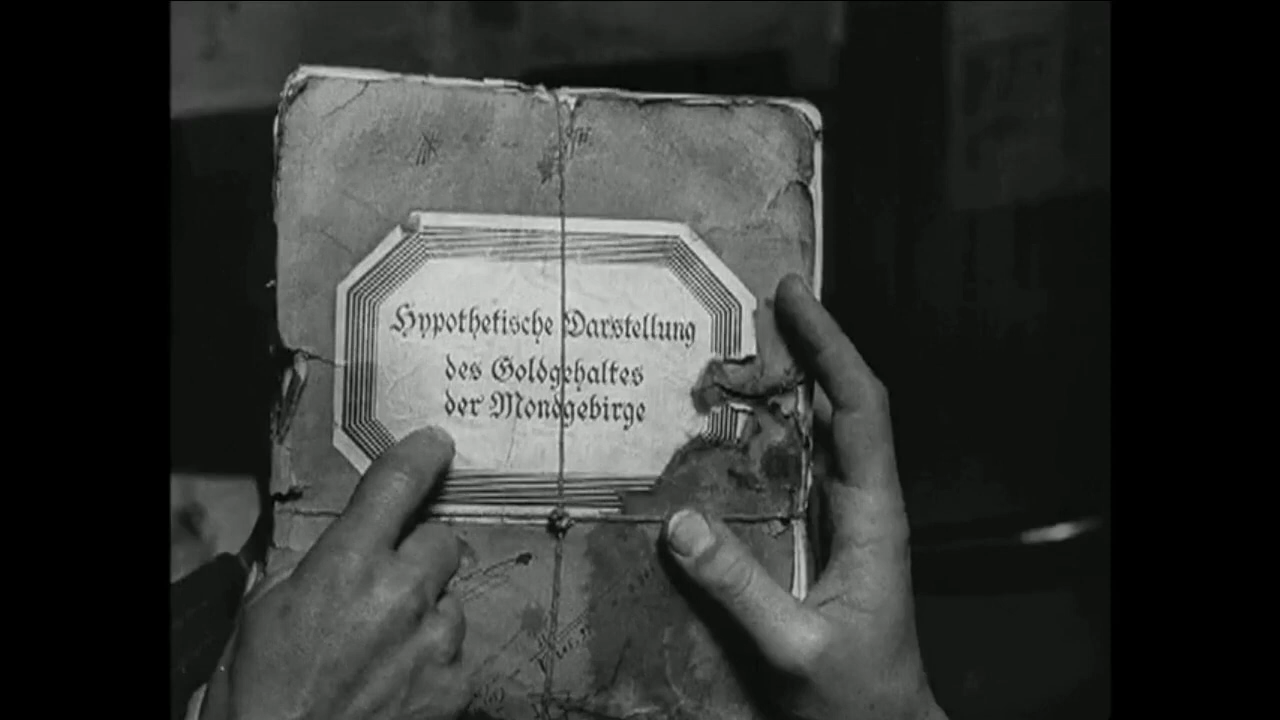 Hypothetische Darstellung
des Goldgehaltes
der Mondgebirge